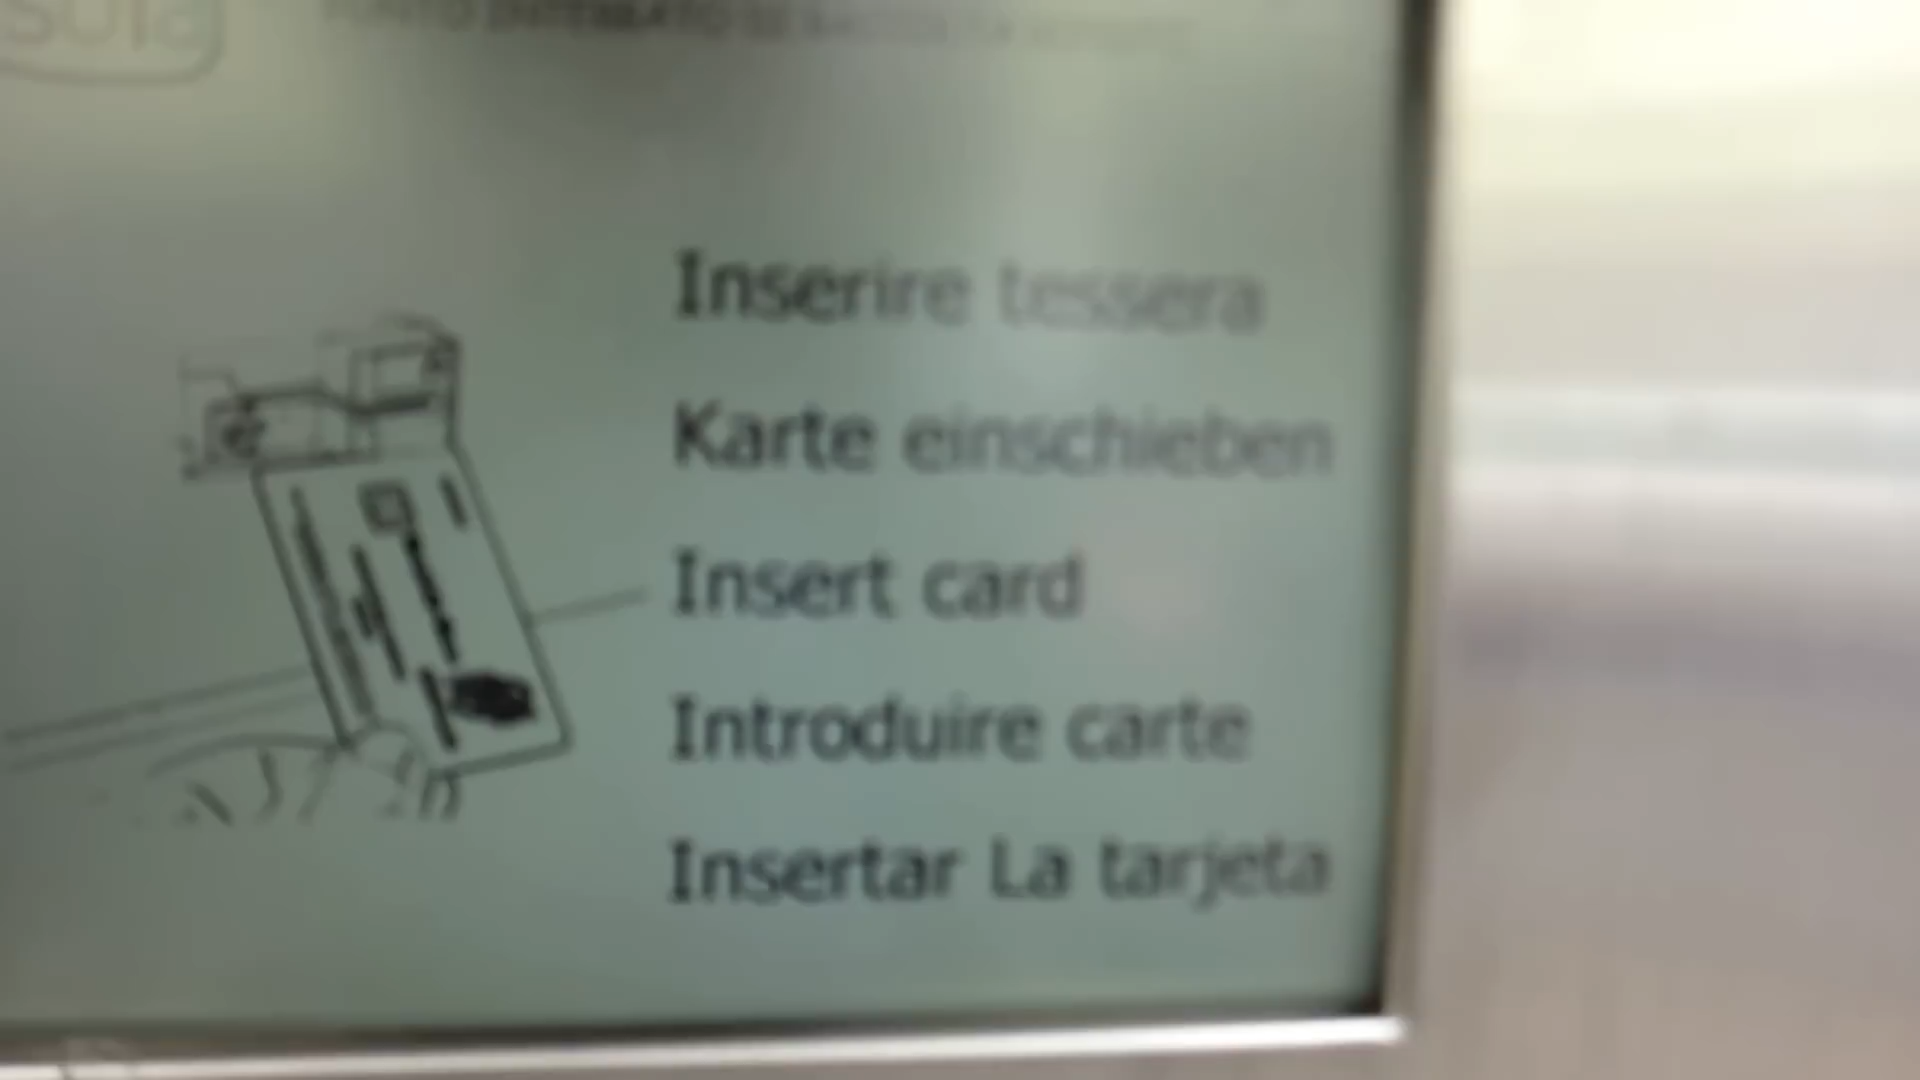 Inserire tessera
Karte einschieben
Insert card
Introduire carte
Insertar La tarjeta